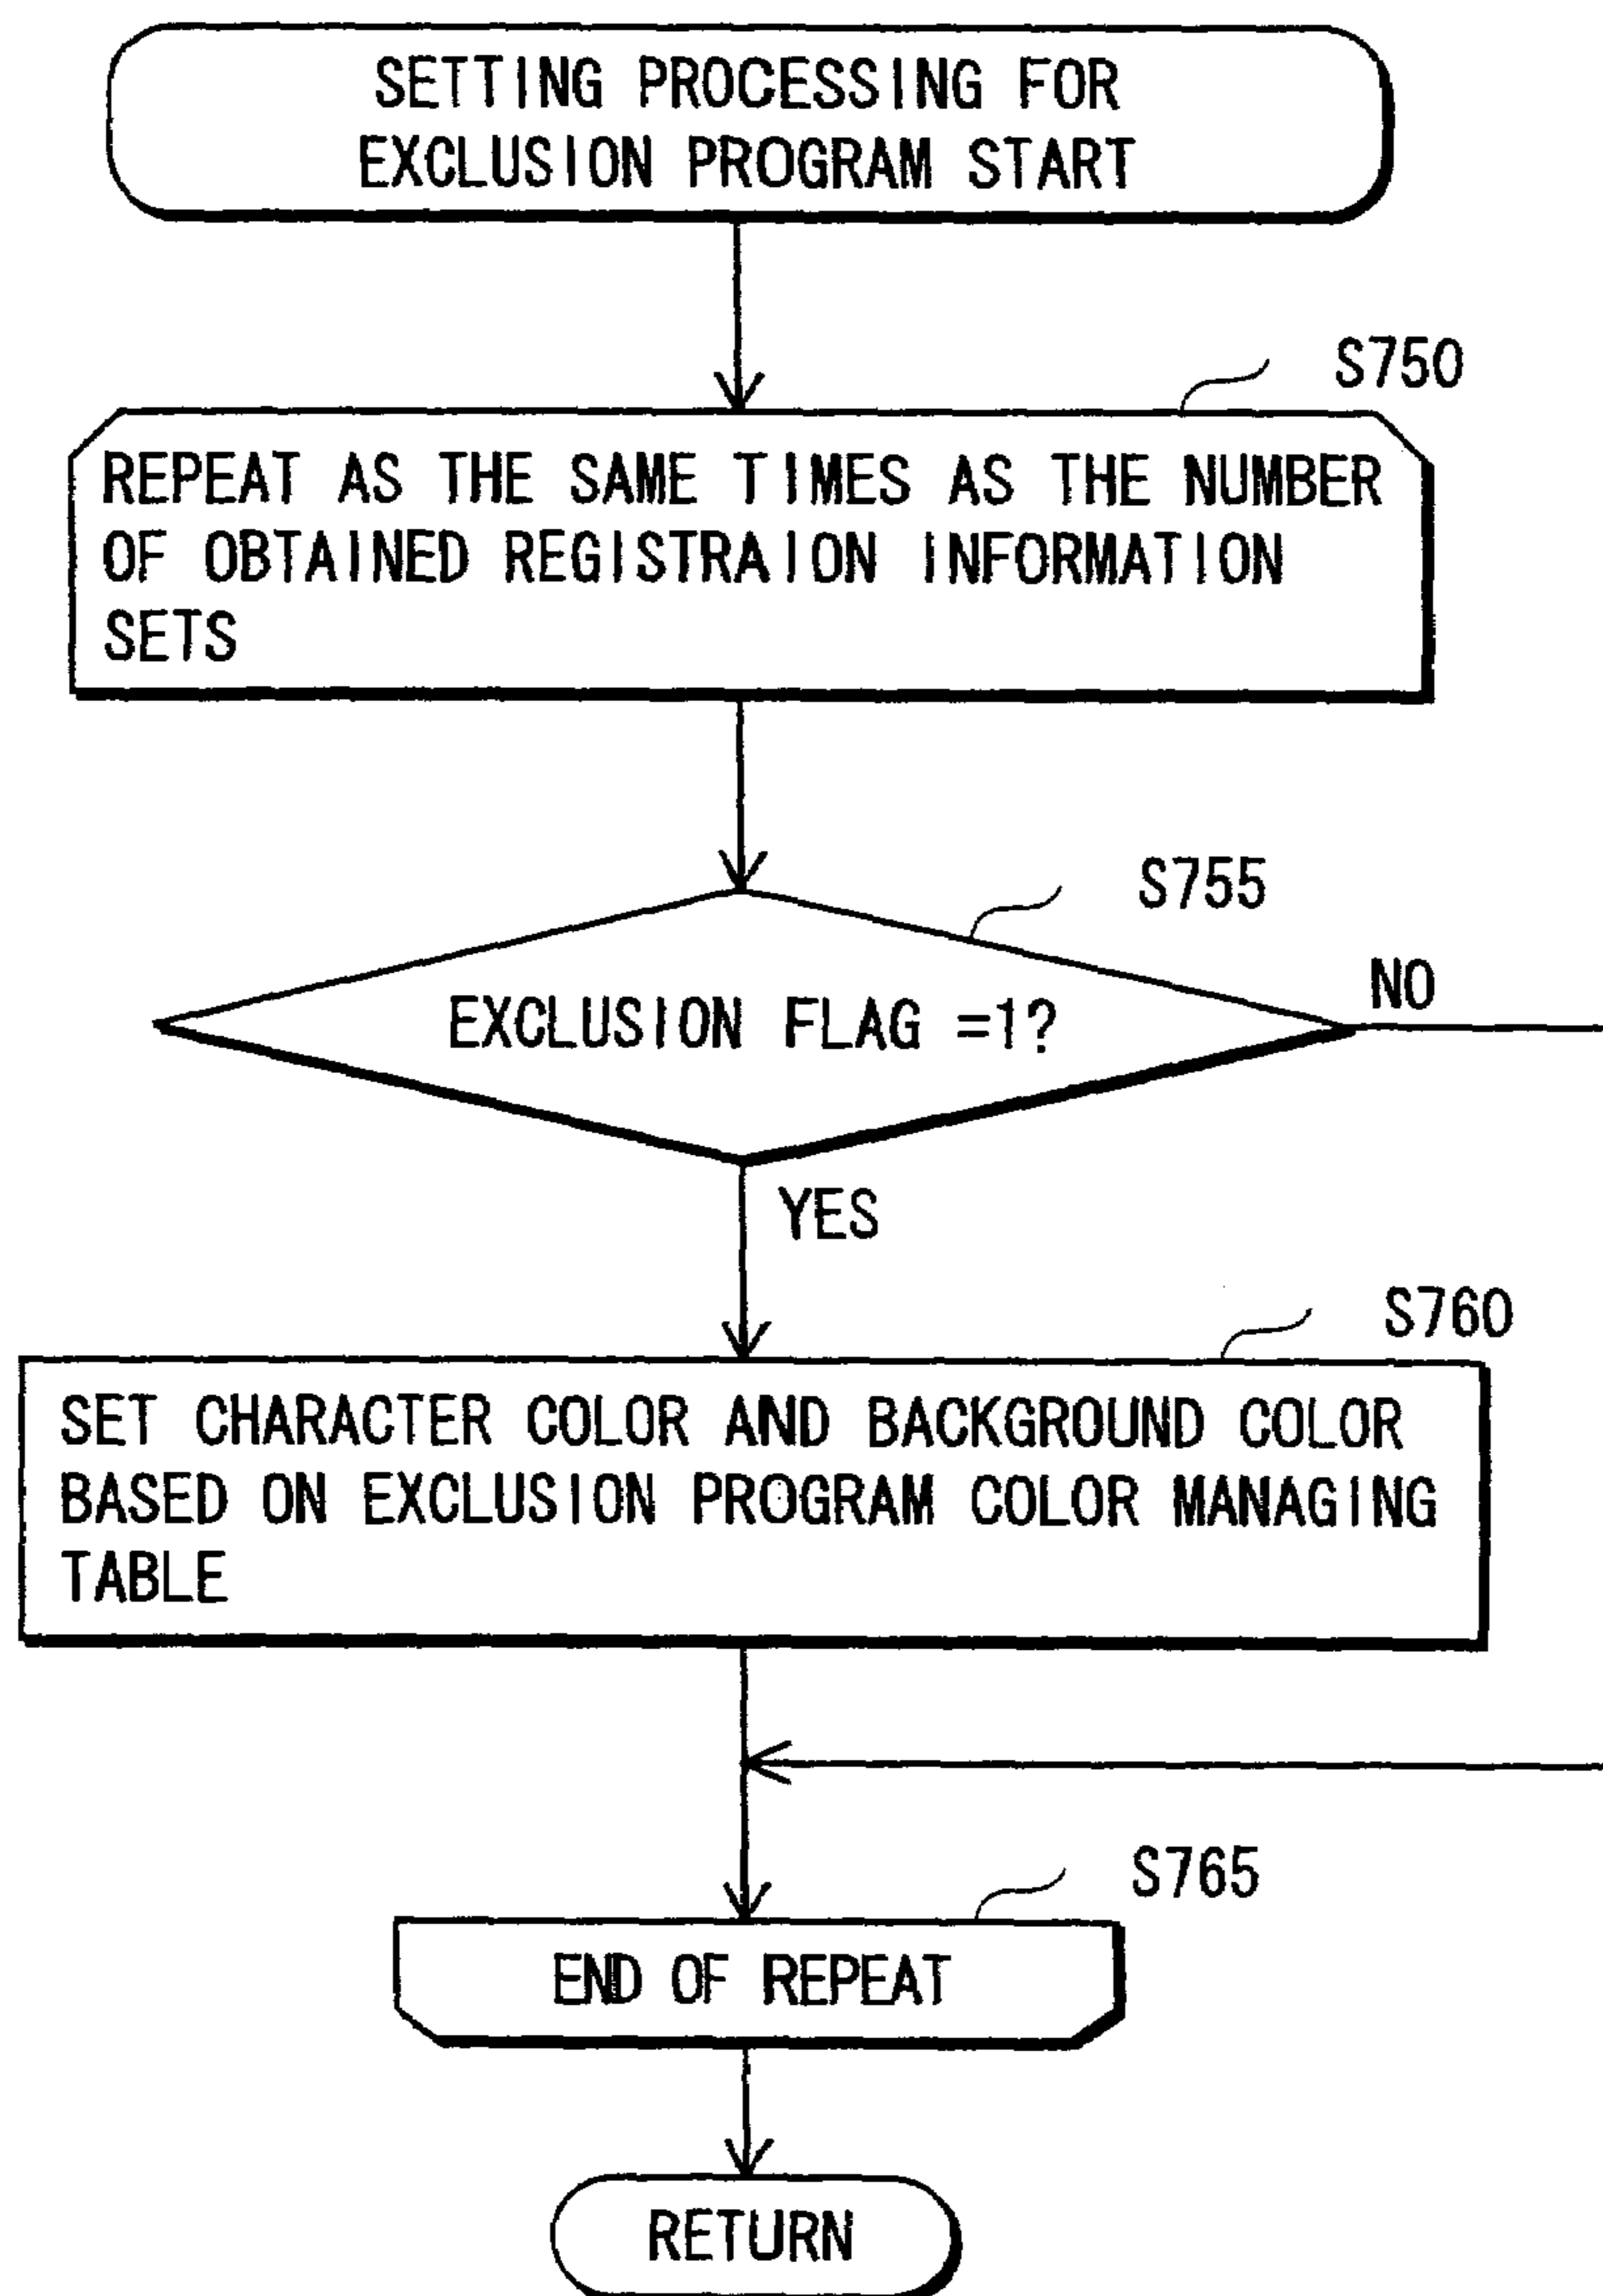 SETTING PROCESSING FOR
EXCLUSION PROGRAM START
S750
REPEAT AS THE SAME TIMES AS THE NUMBER
OF OBTAINED REGISTRAION INFORMATION
SETS
S755
EXCLUSION FLAG =1?
NO
YES
S760
SET CHARACTER COLOR AND BACKGROUND COLOR
BASED ON EXCLUSION PROGRAM COLOR MANAGING
TABLE
S765
END OF REPEAT
RETURN